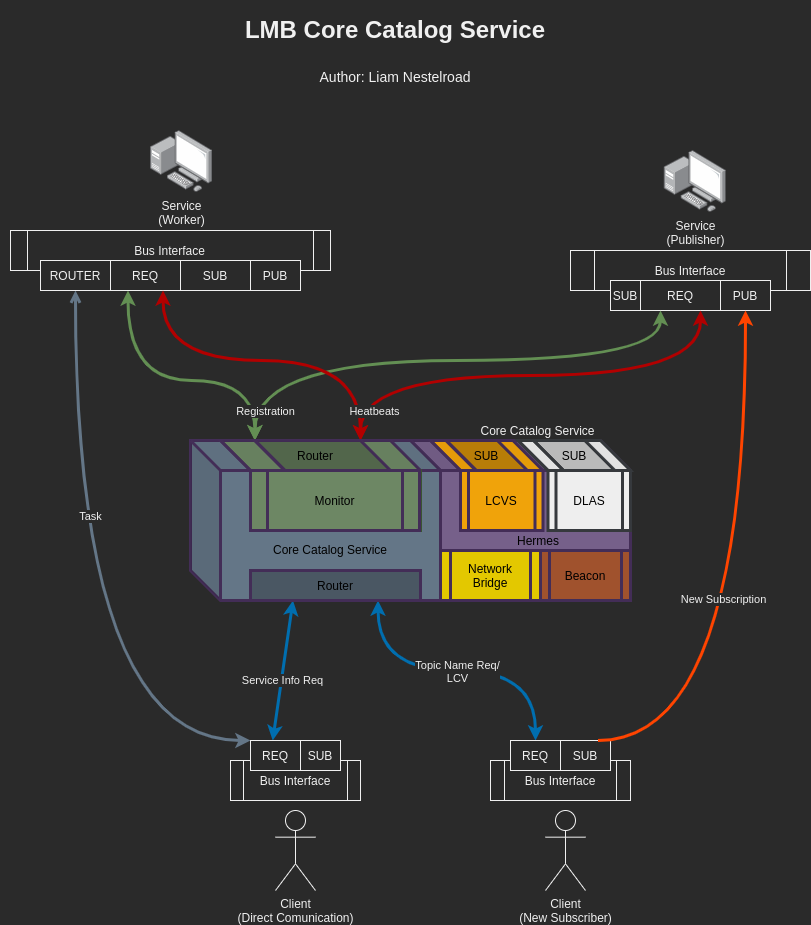 LMB Core Catalog Service
Author: Liam Nestelroad
Service
(Worker)
Service
(Publisher)
Bus Interface
ROUTER
REQ
SUB
PUB
Bus Interface
SUB
REQ
PUB
Registration
Heatbeats
Core Catalog Service
Router
SUB
SUB
Monitor
LCVS
DLAS
Task
Core Catalog Service
Hermes
Router
Network
Bridge
Beacon
New Subscription
Service Info Req
Topic Name Req/
LCV
REQ
SUB
Bus Interface
REQ
SUB
Bus Interface
Client
(Direct Comunication)
Client
(New Subscriber)